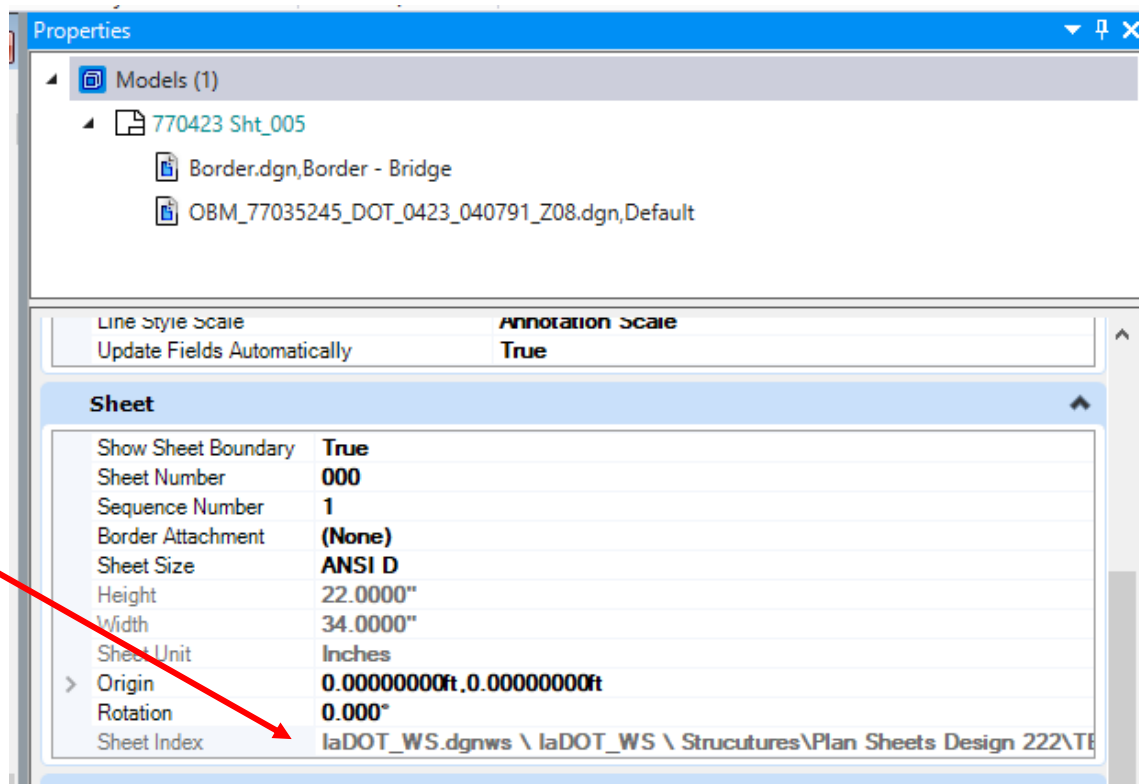 Properties
Models (1)
770423 Sht_005
Border.dgn,Border - Bridge
OBM_77035245_DOT_0423_040791_Z08.dgn,Default
Line Style Scale Annotation Scale
Update Fields Automatically True
Sheet
Show Sheet Boundary True
Sheet Number 000
Sequence Number 1
Border Attachment (None)
Sheet Size ANSI D
Height 22.0000"
Width 34.0000"
Sheet Unit Inches
Origin 0.00000000ft,0.00000000ft
Rotation 0.000°
Sheet Index IaDOT_WS.dgnws \ IaDOT_WS \ Strucutures\Plan Sheets Design 222\TE